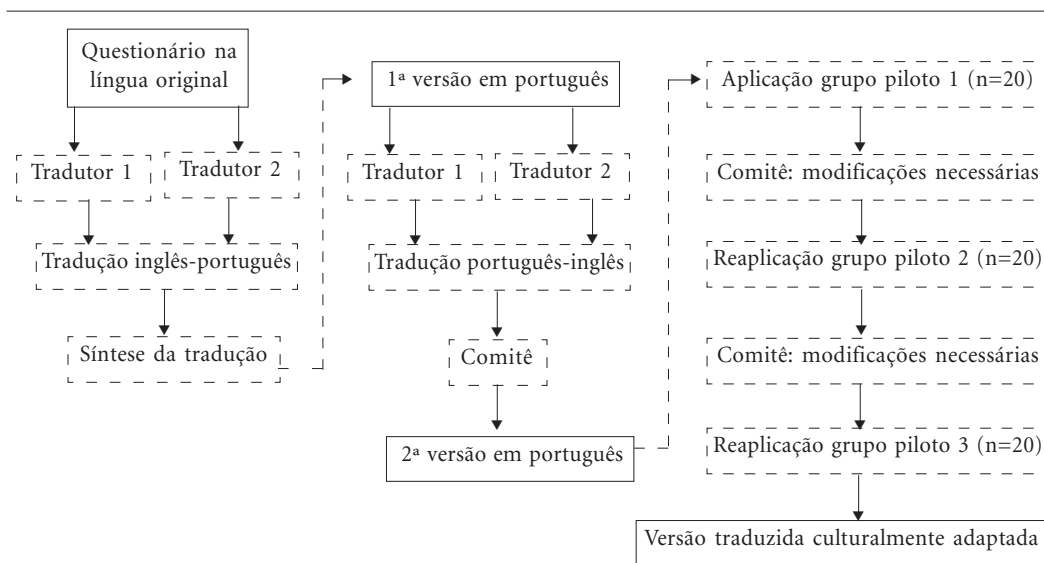 Questionário na
língua original
Tradutor 1
Tradutor 2
Tradução inglês-português
Síntese da tradução
1ª versão em português
Tradutor 1
Tradutor 2
Tradução português-inglês
Comitê
2ª versão em português
Aplicação grupo piloto 1 (n=20)
Comitê: modificações necessárias
Reaplicação grupo piloto 2 (n=20)
Comitê: modificações necessárias
Reaplicação grupo piloto 3 (n=20)
Versão traduzida culturalmente adaptada